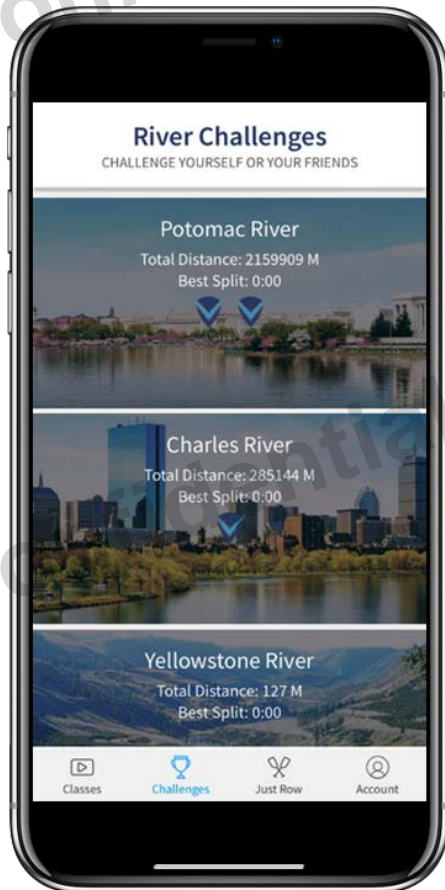 River Challenges
CHALLENGE YOURSELF OR YOUR FRIENDS
Potomac River
Total Distance: 2159909 M
Best Split: 0:00
Charles River
Total Distance: 285144 M
Best Split: 0:00
Yellowstone River
Total Distance: 127 M
Best Split: 0:00
Classes
Challenges
Just Row
Account